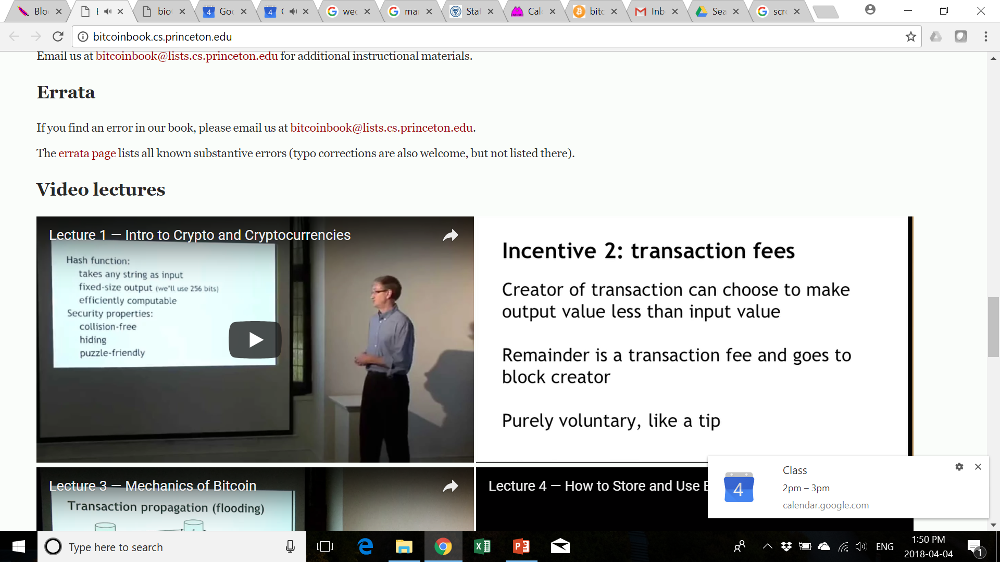 Blo
E
bio
Goo
wed
ma
Stat
Calc
bitc
Inb
Sea
scr
bitcoinbook.cs.princeton.edu
Email us at bitcoinbook@lists.cs.princeton.edu for additional instructional materials.
Errata
If you find an error in our book, please email us at bitcoinbook@lists.cs.princeton.edu.
The errata page lists all known substantive errors (typo corrections are also welcome, but not listed there).
Video lectures
Lecture 1 — Intro to Crypto and Cryptocurrencies
Hash function:
takes any string as input
fixed-size output (we'll use 256 bits)
efficiently computable
Security properties:
collision-free
hiding
puzzle-friendly
Incentive 2: transaction fees
Creator of transaction can choose to make
output value less than input value
Remainder is a transaction fee and goes to
block creator
Purely voluntary, like a tip
Lecture 3 — Mechanics of Bitcoin
Transaction propagation (flooding)
Lecture 4 — How to Store and Use B
4
Class
2pm – 3pm
calendar.google.com
Type here to search
ENG
1:50 PM
2018-04-04
1